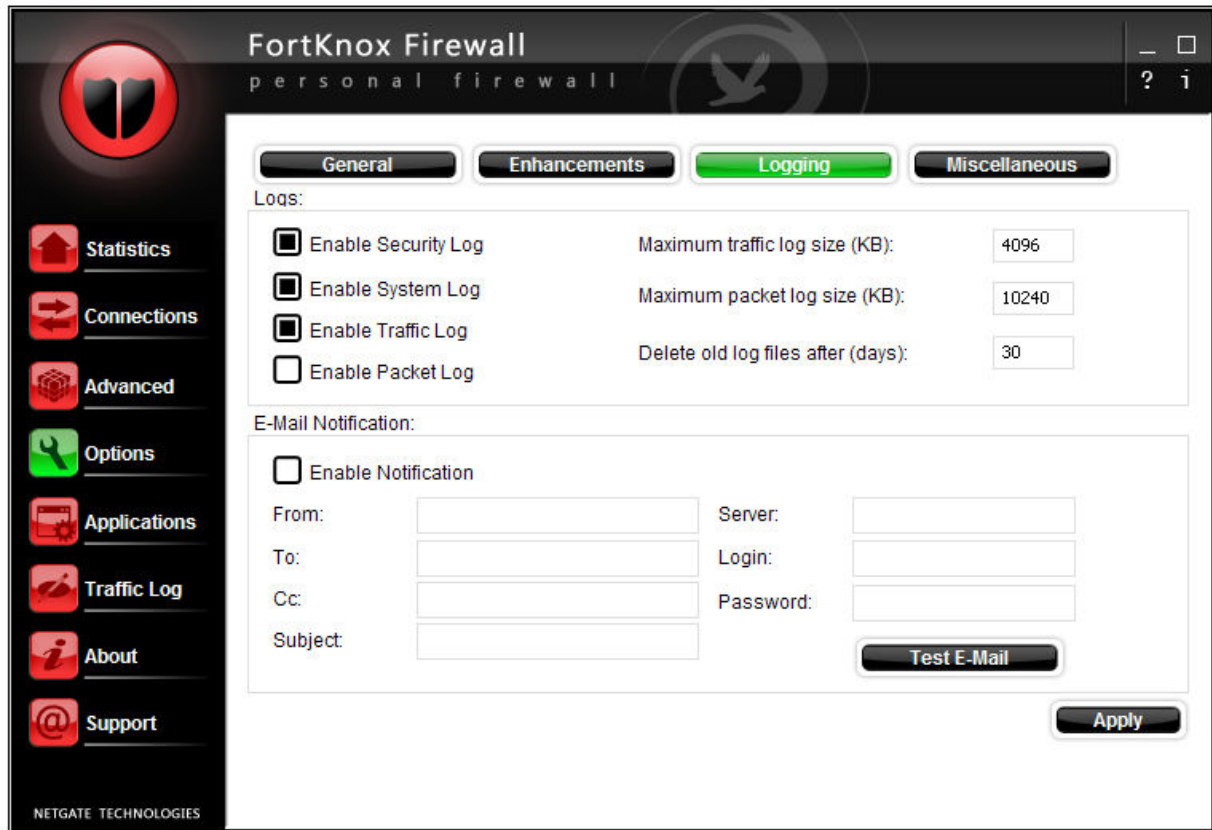 FortKnox Firewall
personal firewall
? i
General Enhancements Logging Miscellaneous
Logs:
Enable Security Log Maximum traffic log size (KB): 4096
Enable System Log Maximum packet log size (KB): 10240
Enable Traffic Log
Enable Packet Log Delete old log files after (days): 30
E-Mail Notification:
Enable Notification
From: Server:
To: Login:
Cc: Password:
Subject:
Test E-Mail
Apply
Statistics
Connections
Advanced
Options
Applications
Traffic Log
About
Support
NETGATE TECHNOLOGIES